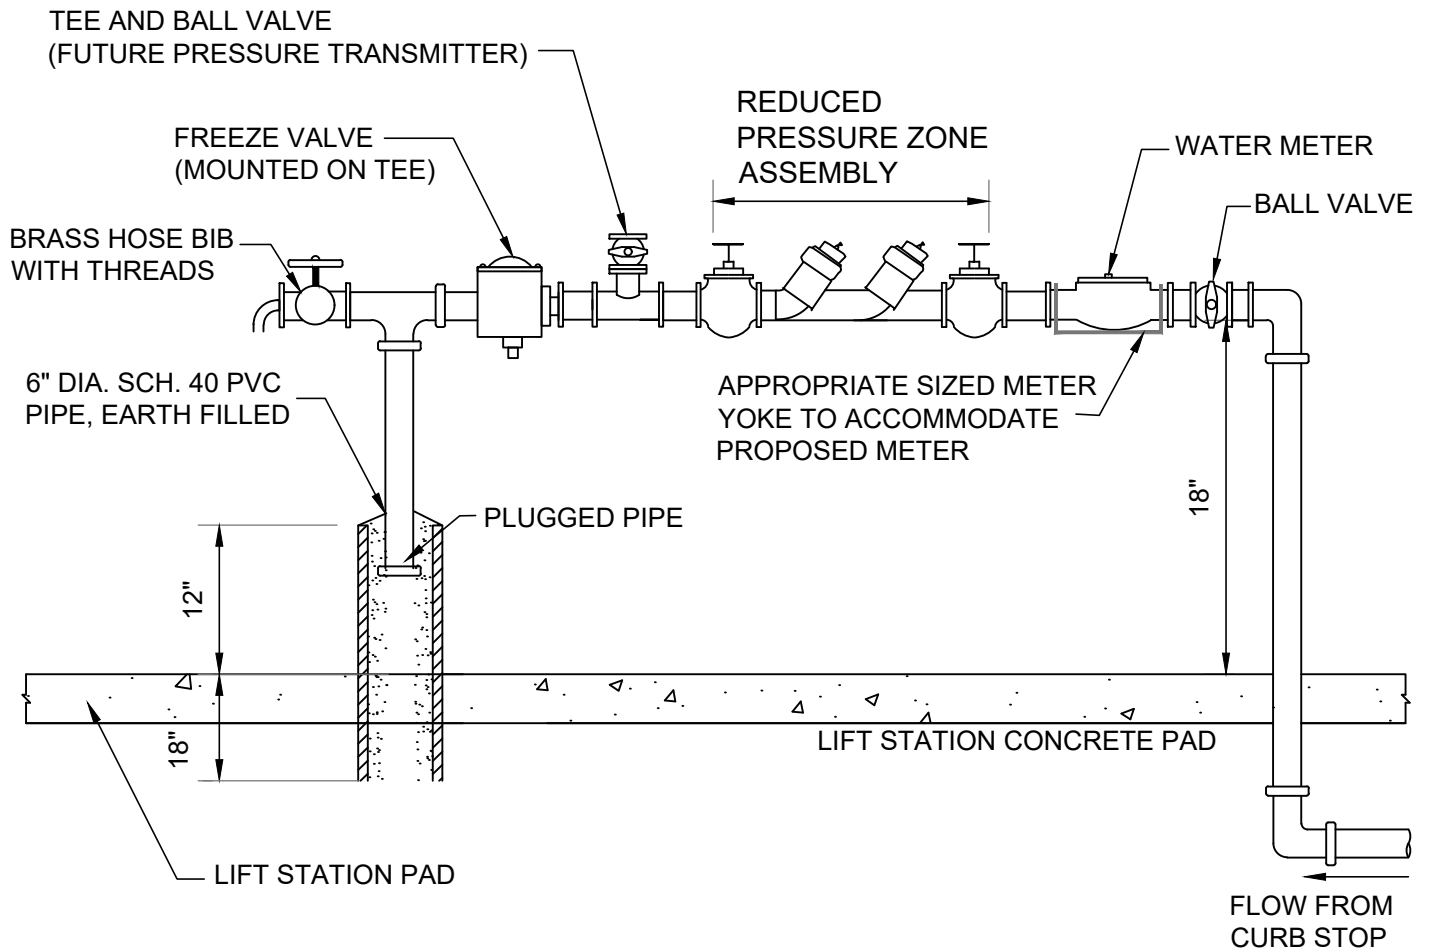 TEE AND BALL VALVE
(FUTURE PRESSURE TRANSMITTER)
REDUCED
PRESSURE ZONE
ASSEMBLY
FREEZE VALVE
(MOUNTED ON TEE)
WATER METER
BALL VALVE
BRASS HOSE BIB
WITH THREADS
6" DIA. SCH. 40 PVC
PIPE, EARTH FILLED
APPROPRIATE SIZED METER
YOKE TO ACCOMMODATE
PROPOSED METER
18"
PLUGGED PIPE
12"
18"
LIFT STATION CONCRETE PAD
LIFT STATION PAD
FLOW FROM
CURB STOP